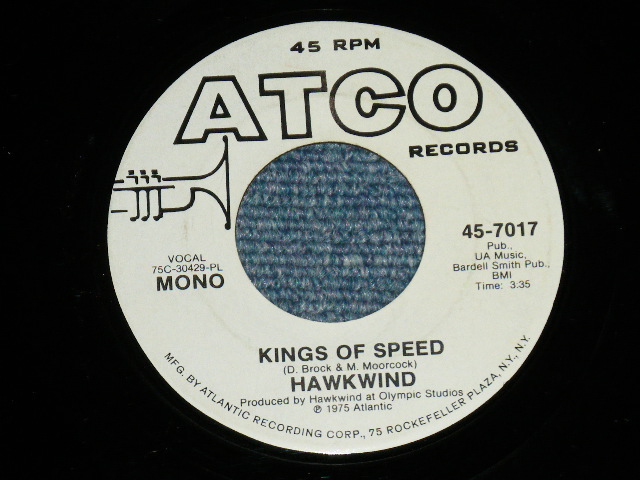 45 RPM
ATCO
RECORDS
45-7017
Pub.,
UA Music,
Bardell Smith Pub.,
BMI
Time: 3:35
VOCAL
75C-30429-PL
MONO
KINGS OF SPEED
(D. Brock & M. Moorcock)
HAWKWIND
Produced by Hawkwind at Olympic Studios
℗ 1975 Atlantic
MFG. BY ATLANTIC RECORDING CORP., 75 ROCKEFELLER PLAZA, N.Y., N.Y.